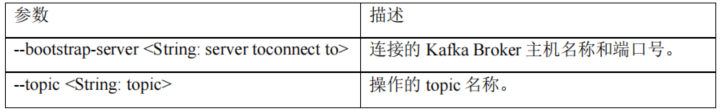 参数 描述
--bootstrap-server <String: server toconnect to> 连接的 Kafka Broker 主机名称和端口号。
--topic <String: topic> 操作的 topic 名称。